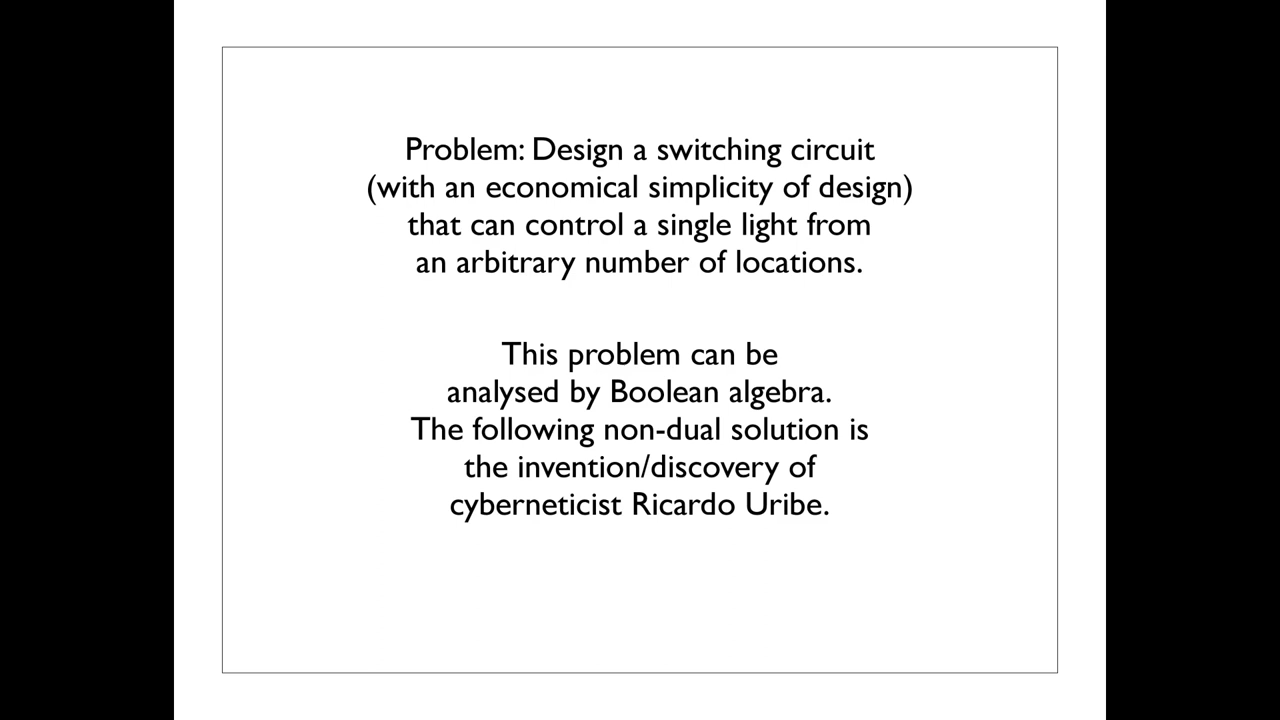 Problem: Design a switching circuit
(with an economical simplicity of design)
that can control a single light from
an arbitrary number of locations.
This problem can be
analysed by Boolean algebra.
The following non-dual solution is
the invention/discovery of
cyberneticist Ricardo Uribe.